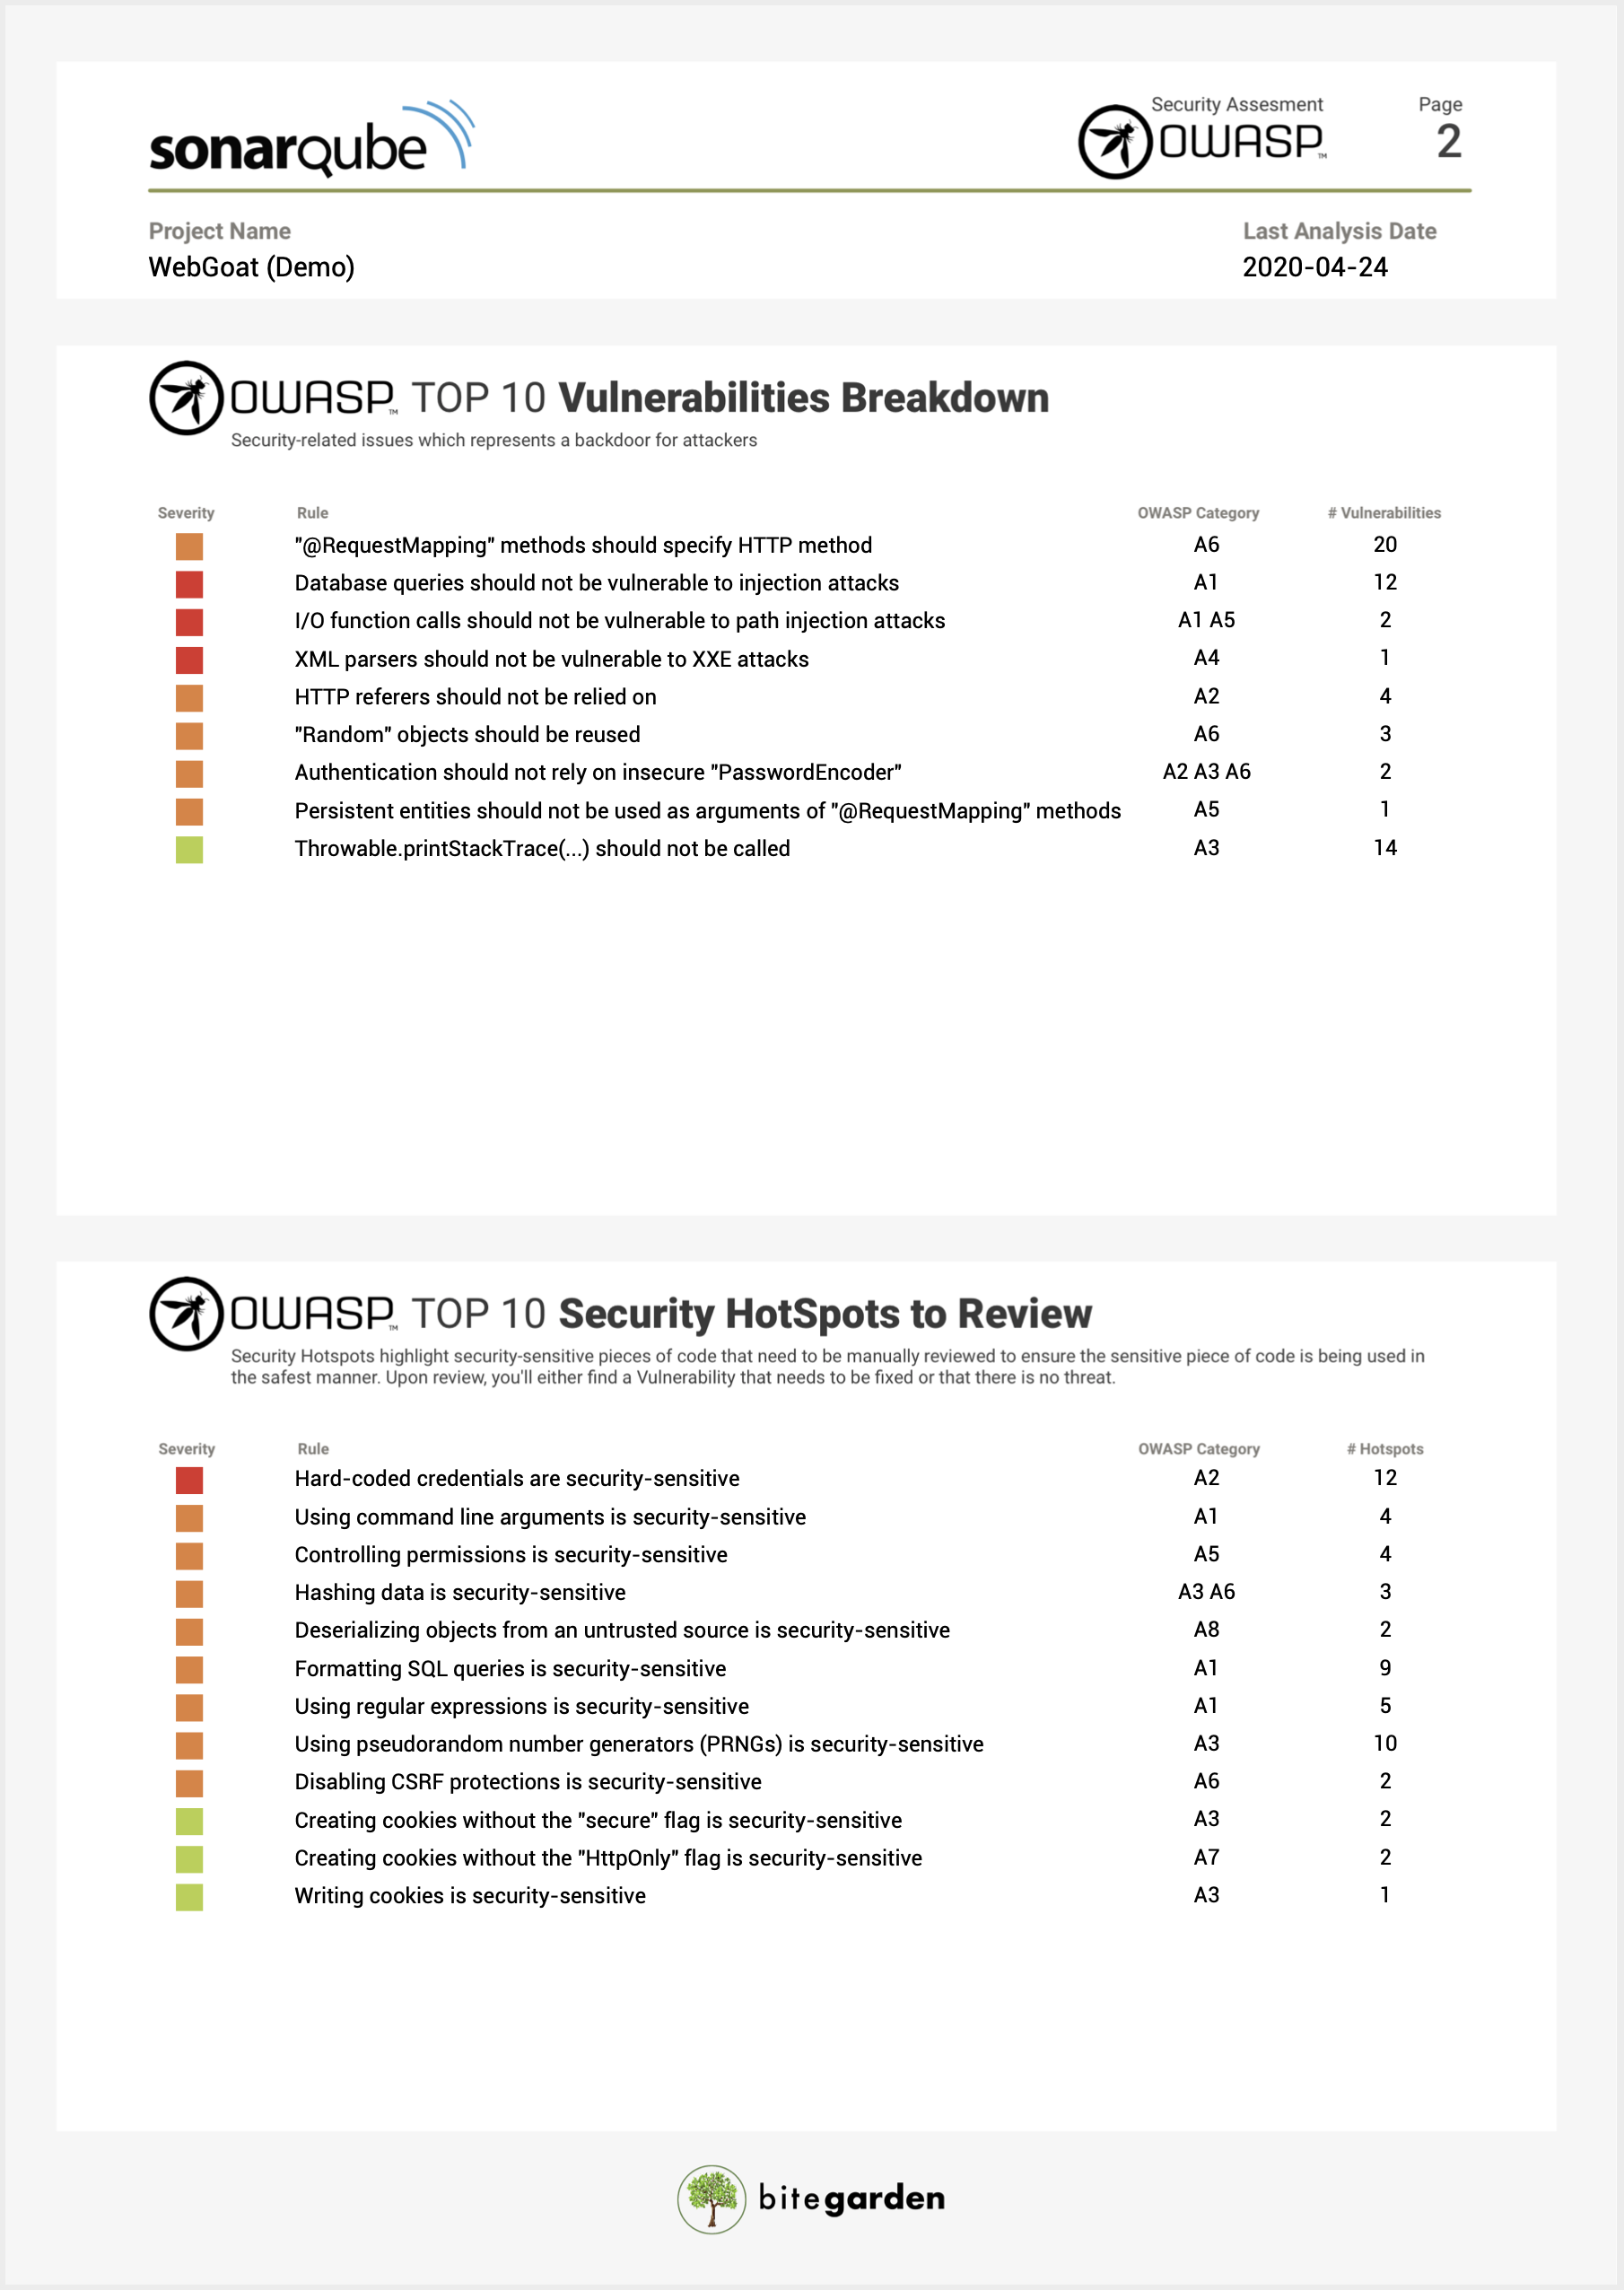 sonarqube
Security Assesment
OWASP™
Page
2
Project Name
WebGoat (Demo)
Last Analysis Date
2020-04-24
OWASP™ TOP 10 Vulnerabilities Breakdown
Security-related issues which represents a backdoor for attackers
Severity Rule OWASP Category # Vulnerabilities
"@RequestMapping" methods should specify HTTP method A6 20
Database queries should not be vulnerable to injection attacks A1 12
I/O function calls should not be vulnerable to path injection attacks A1 A5 2
XML parsers should not be vulnerable to XXE attacks A4 1
HTTP referers should not be relied on A2 4
"Random" objects should be reused A6 3
Authentication should not rely on insecure "PasswordEncoder" A2 A3 A6 2
Persistent entities should not be used as arguments of "@RequestMapping" methods A5 1
Throwable.printStackTrace(...) should not be called A3 14
OWASP™ TOP 10 Security HotSpots to Review
Security Hotspots highlight security-sensitive pieces of code that need to be manually reviewed to ensure the sensitive piece of code is being used in
the safest manner. Upon review, you'll either find a Vulnerability that needs to be fixed or that there is no threat.
Severity Rule OWASP Category # Hotspots
Hard-coded credentials are security-sensitive A2 12
Using command line arguments is security-sensitive A1 4
Controlling permissions is security-sensitive A5 4
Hashing data is security-sensitive A3 A6 3
Deserializing objects from an untrusted source is security-sensitive A8 2
Formatting SQL queries is security-sensitive A1 9
Using regular expressions is security-sensitive A1 5
Using pseudorandom number generators (PRNGs) is security-sensitive A3 10
Disabling CSRF protections is security-sensitive A6 2
Creating cookies without the "secure" flag is security-sensitive A3 2
Creating cookies without the "HttpOnly" flag is security-sensitive A7 2
Writing cookies is security-sensitive A3 1
bitegarden